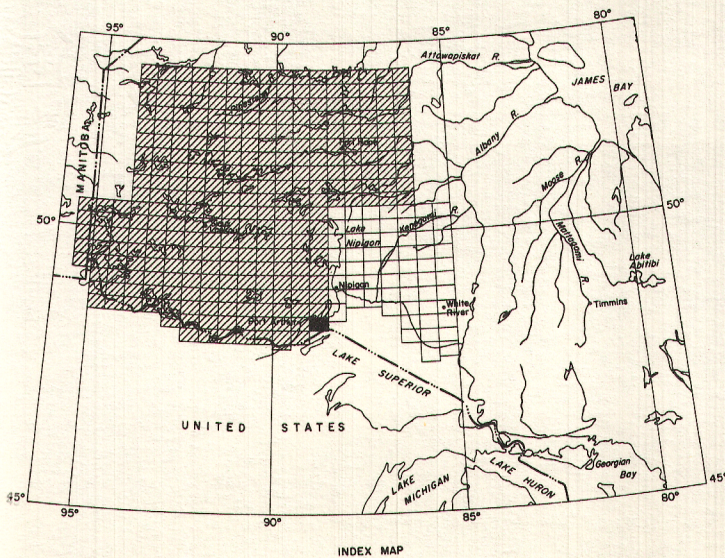 95°
90°
85°
80°
Attawapiskat R.
JAMES BAY
MANITOBA
Albany R.
Moose R.
50°
50°
Lake
Nipigon
Kenogami R.
Mattagami R.
Lake
Abitibi
Nipigon
White
River
Timmins
Port Arthur
LAKE SUPERIOR
UNITED STATES
LAKE
MICHIGAN
LAKE HURON
Georgian
Bay
45°
95°
90°
85°
80°
45°
INDEX MAP